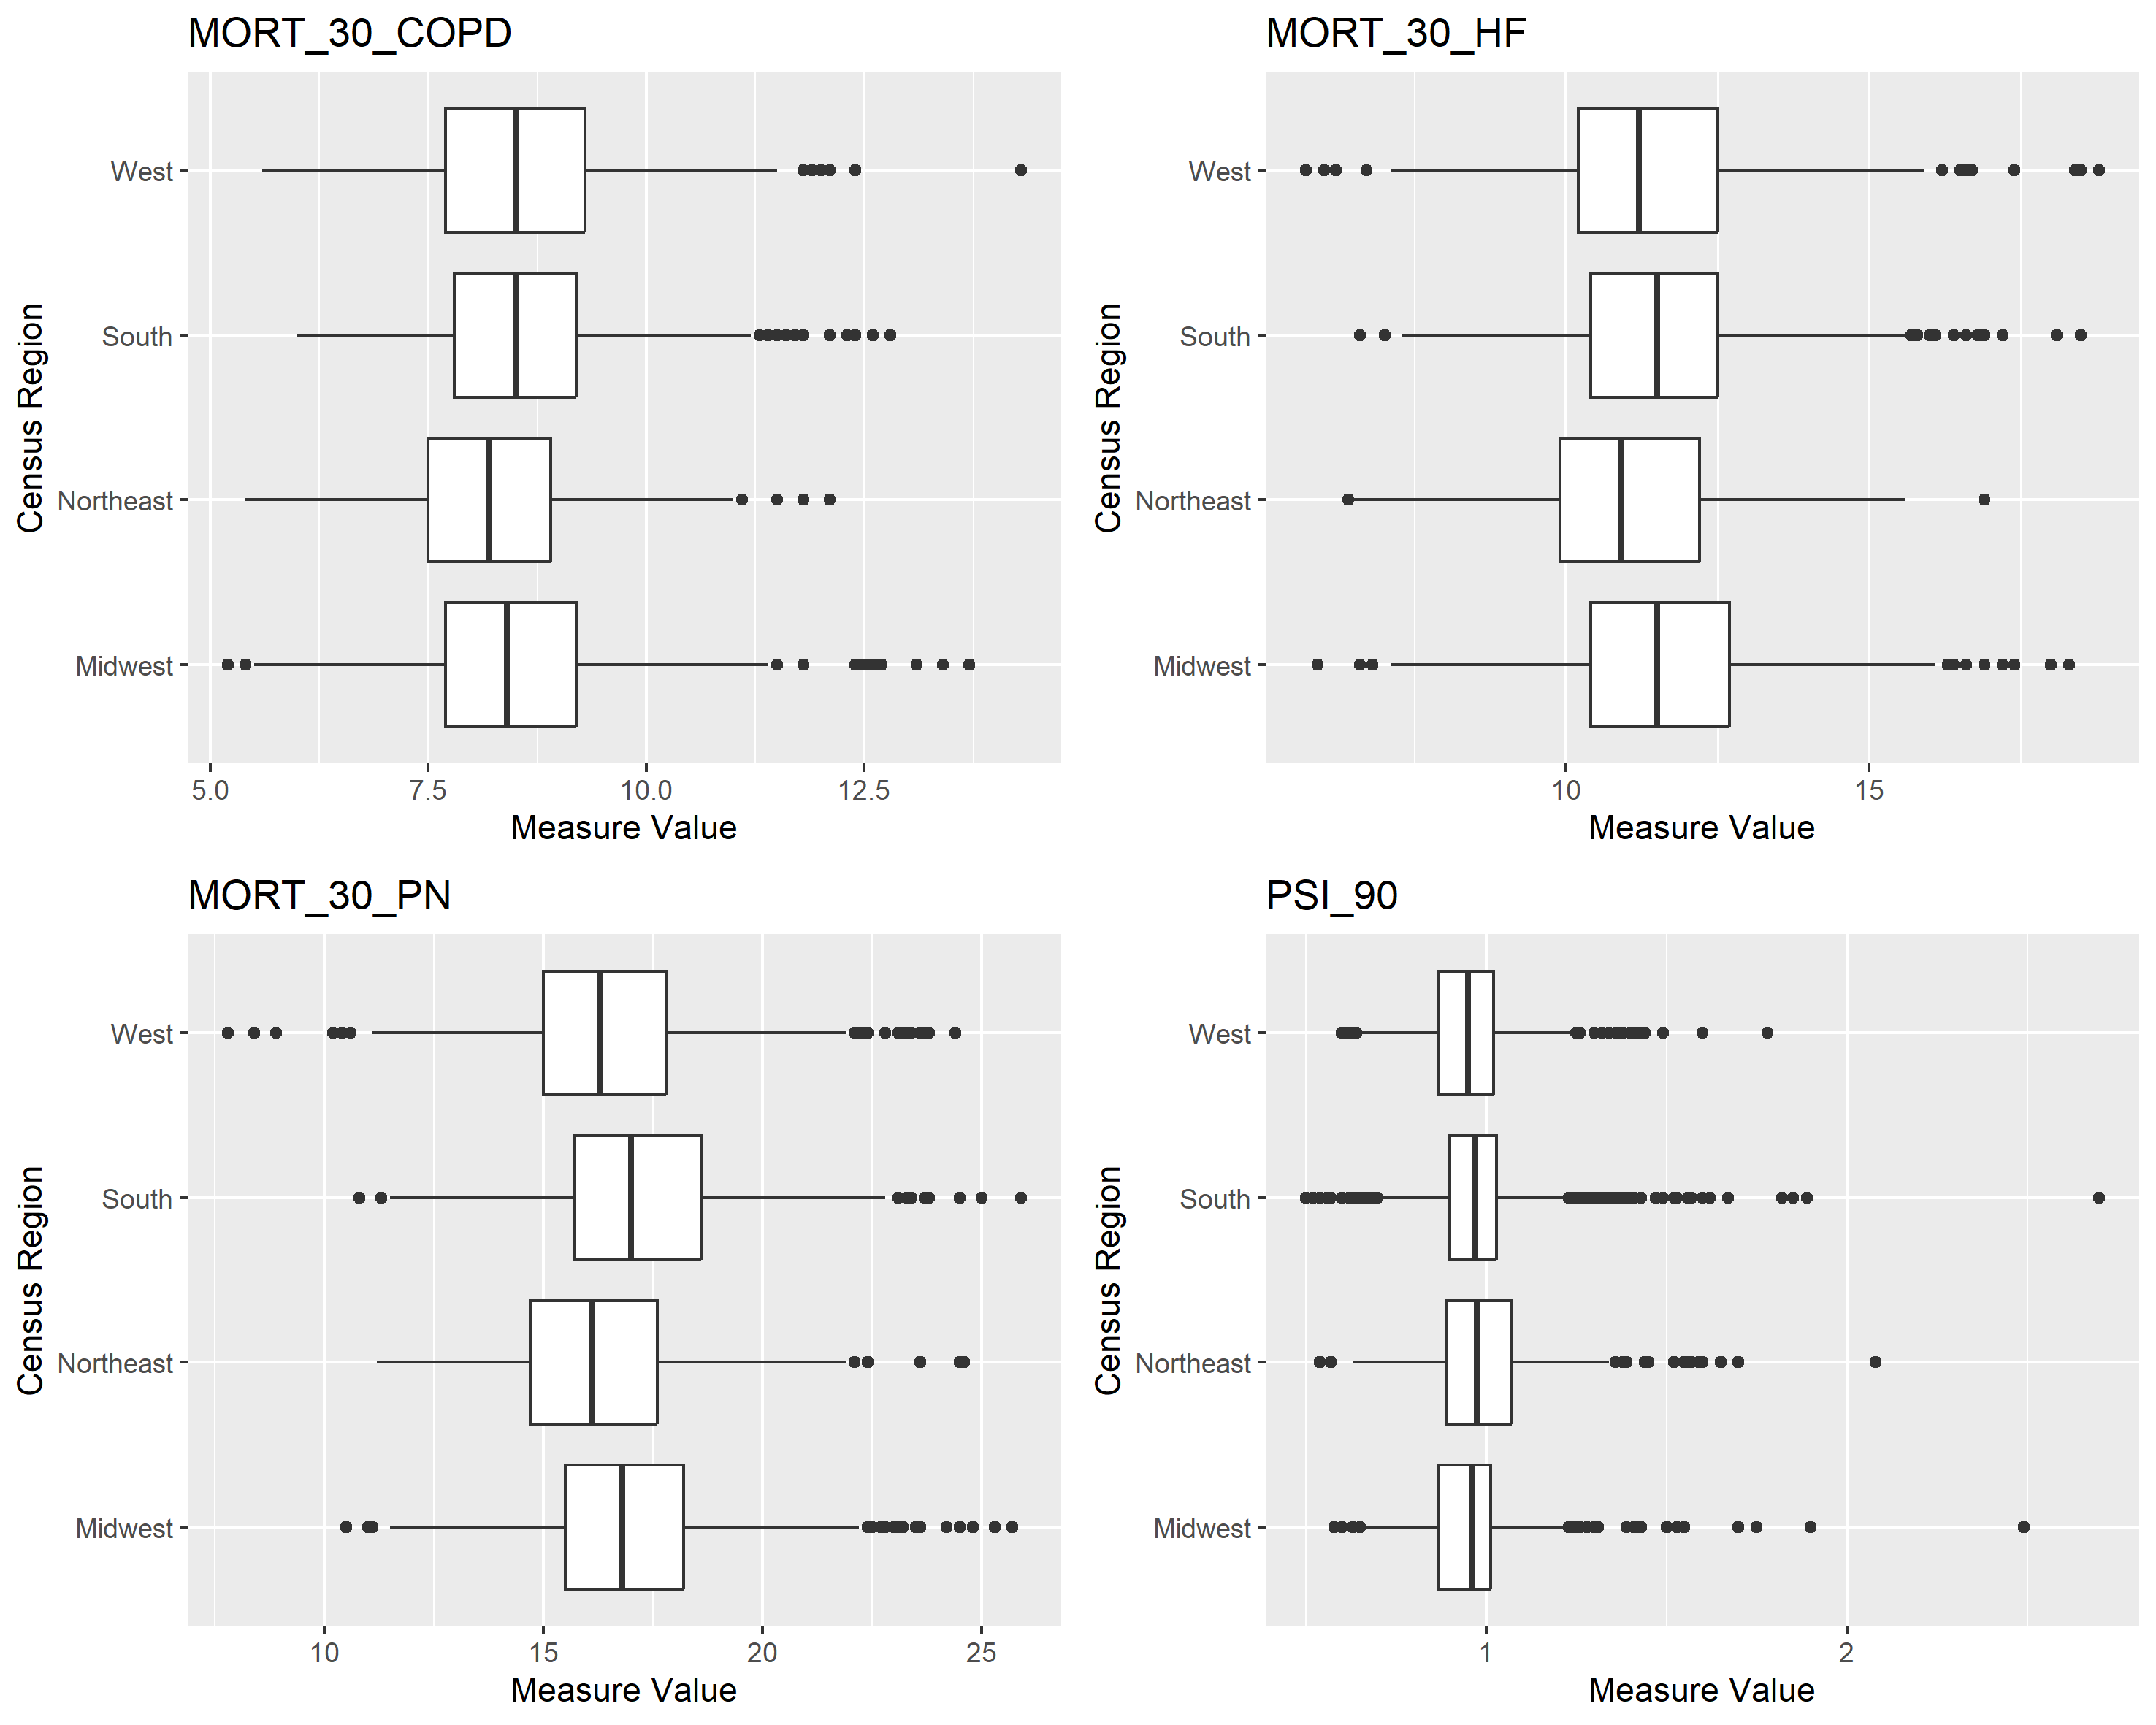 MORT_30_COPD
West
South
Northeast
Midwest
Census Region
5.0 7.5 10.0 12.5
Measure Value
MORT_30_HF
West
South
Northeast
Midwest
Census Region
10 15
Measure Value
MORT_30_PN
West
South
Northeast
Midwest
Census Region
10 15 20 25
Measure Value
PSI_90
West
South
Northeast
Midwest
Census Region
1 2
Measure Value